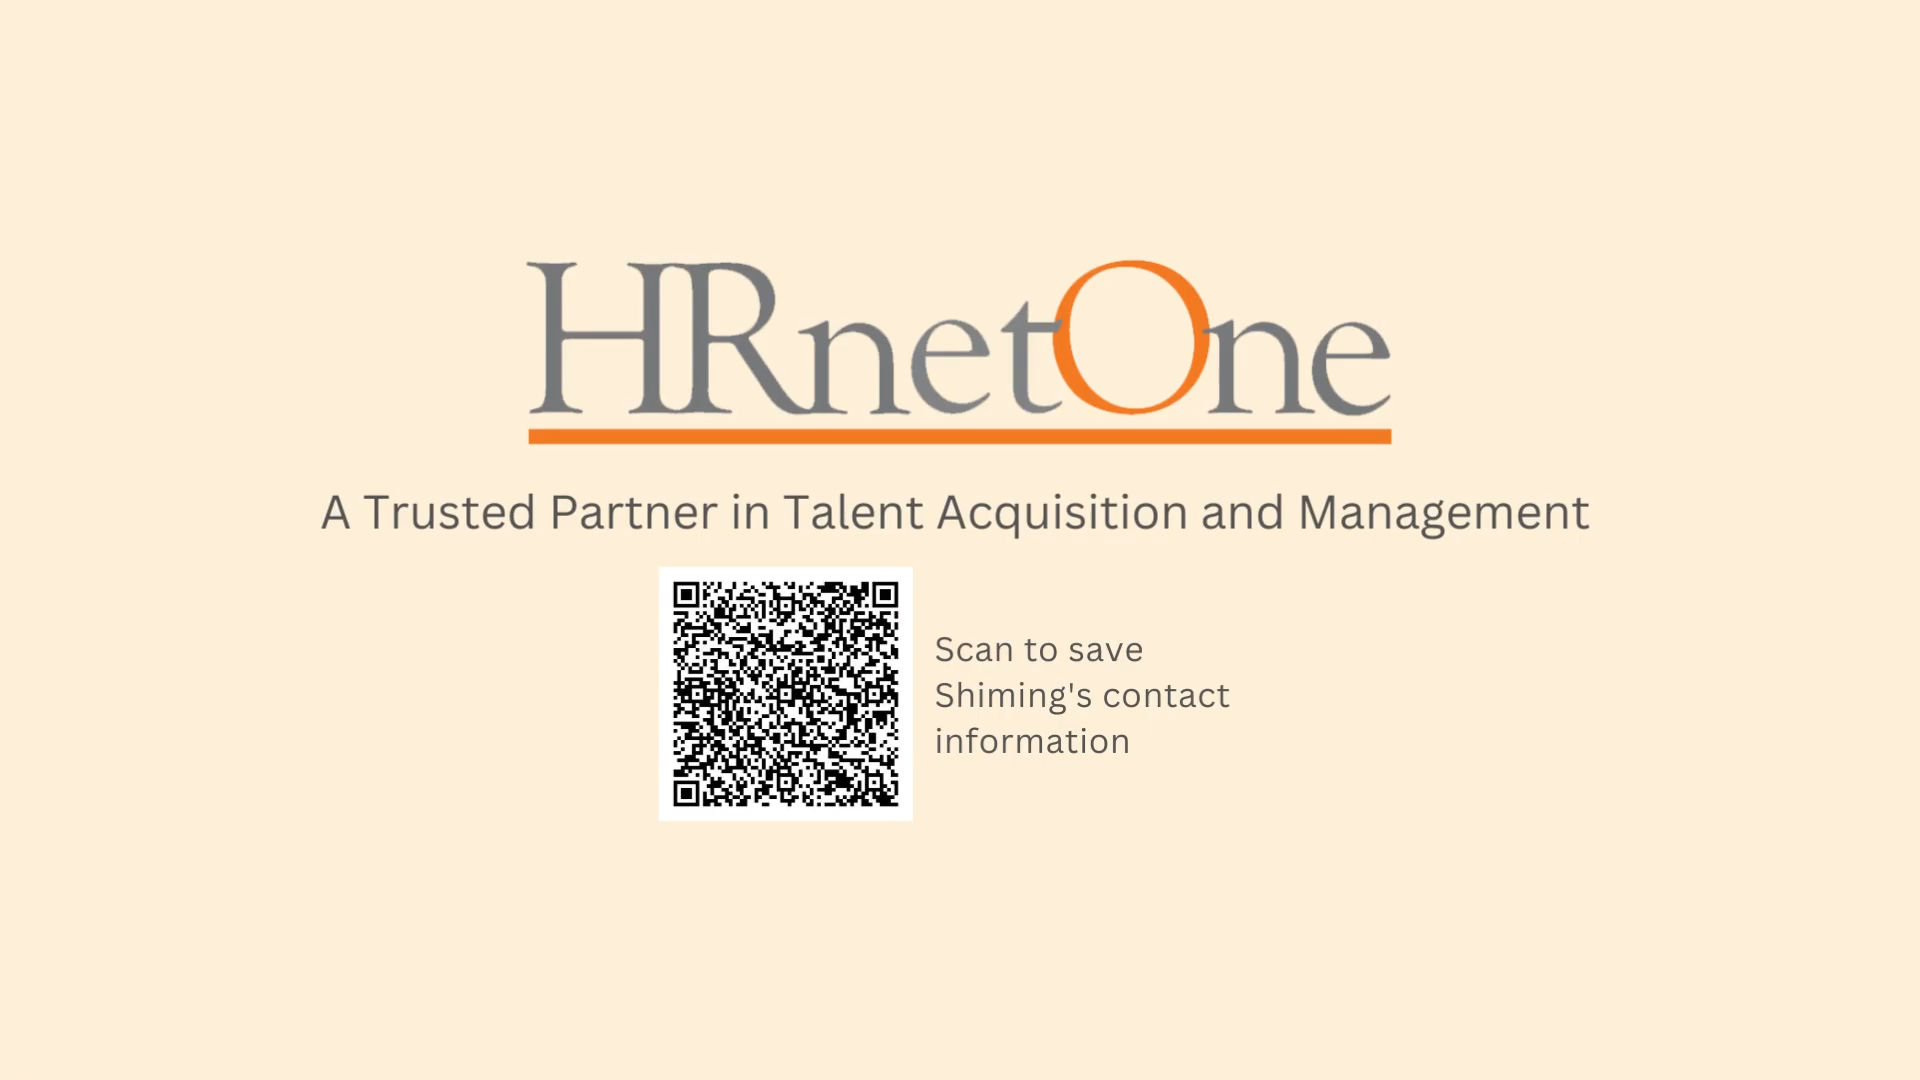 HRnetOne
A Trusted Partner in Talent Acquisition and Management
Scan to save
Shiming's contact
information